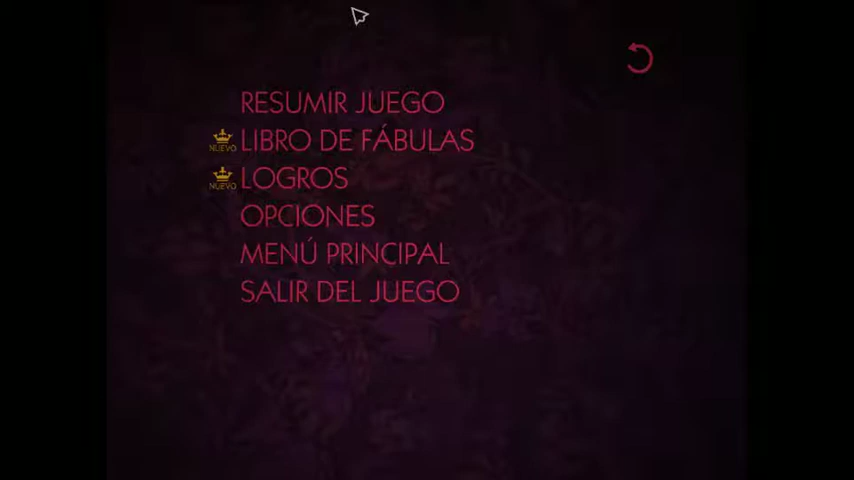 RESUMIR JUEGO
NUEVO LIBRO DE FÁBULAS
NUEVO LOGROS
OPCIONES
MENÚ PRINCIPAL
SALIR DEL JUEGO